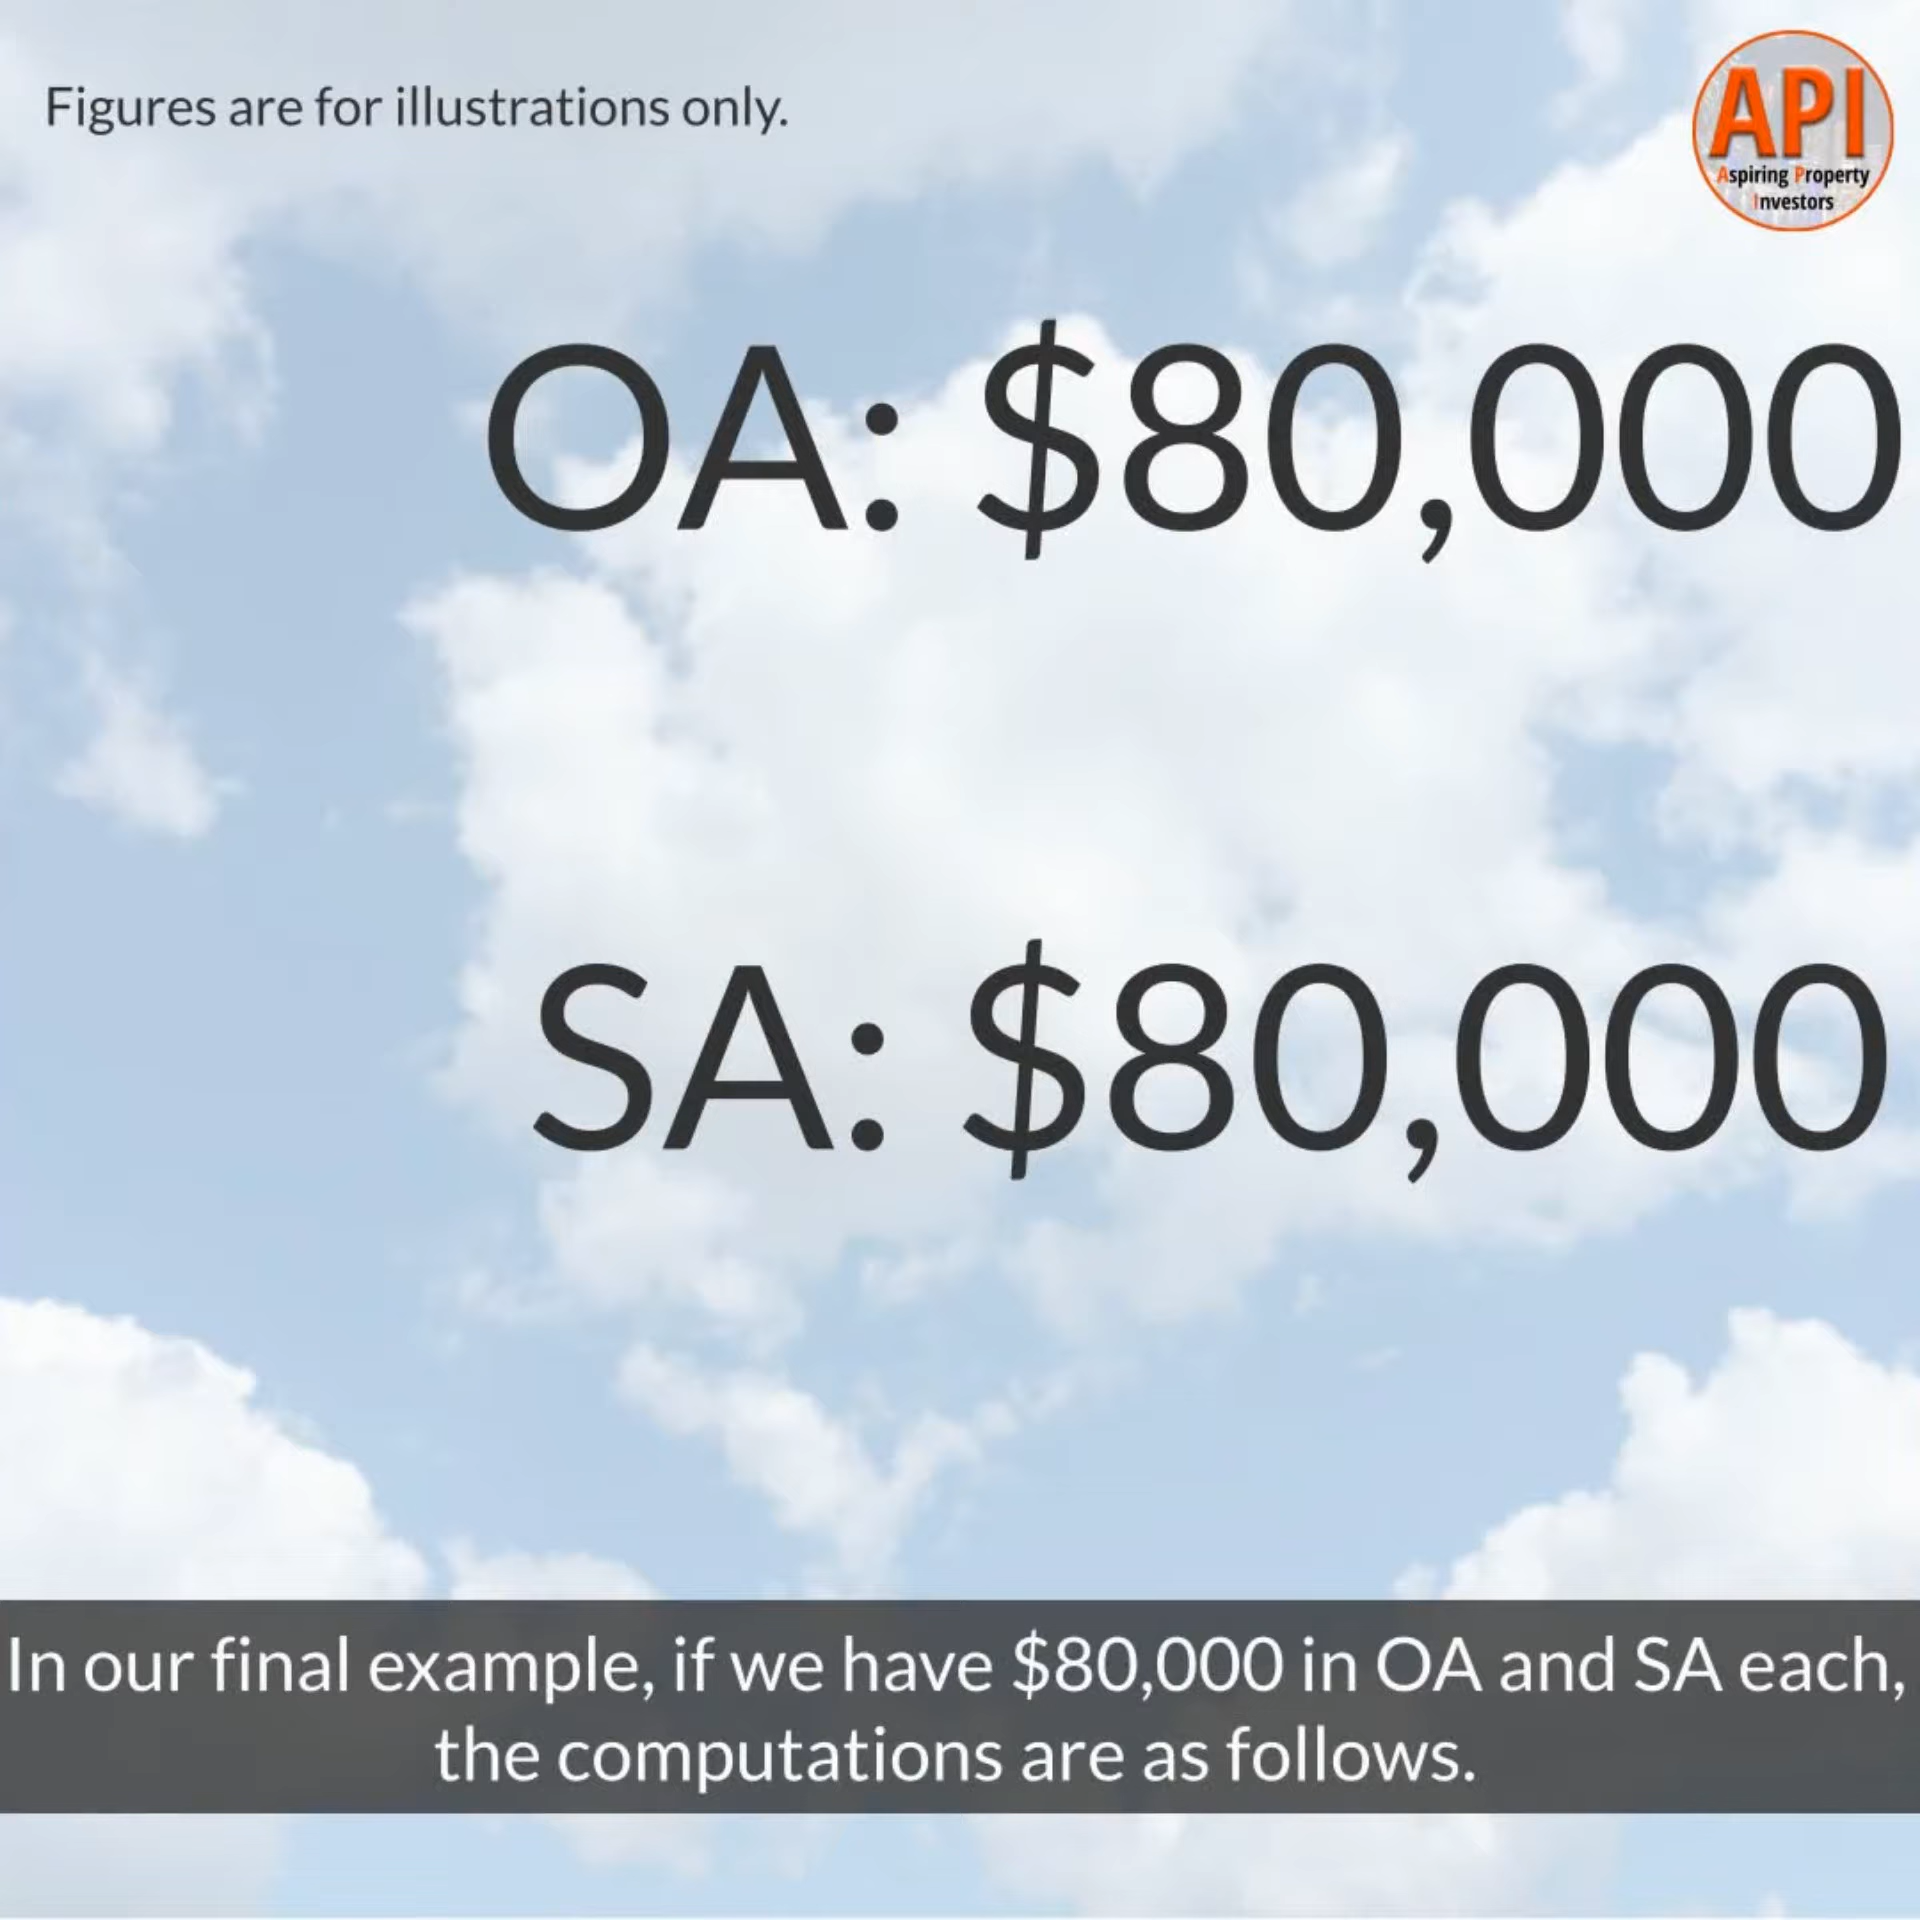 Figures are for illustrations only.
API
Aspiring Property
Investors
OA: $80,000
SA: $80,000
In our final example, if we have $80,000 in OA and SA each,
the computations are as follows.